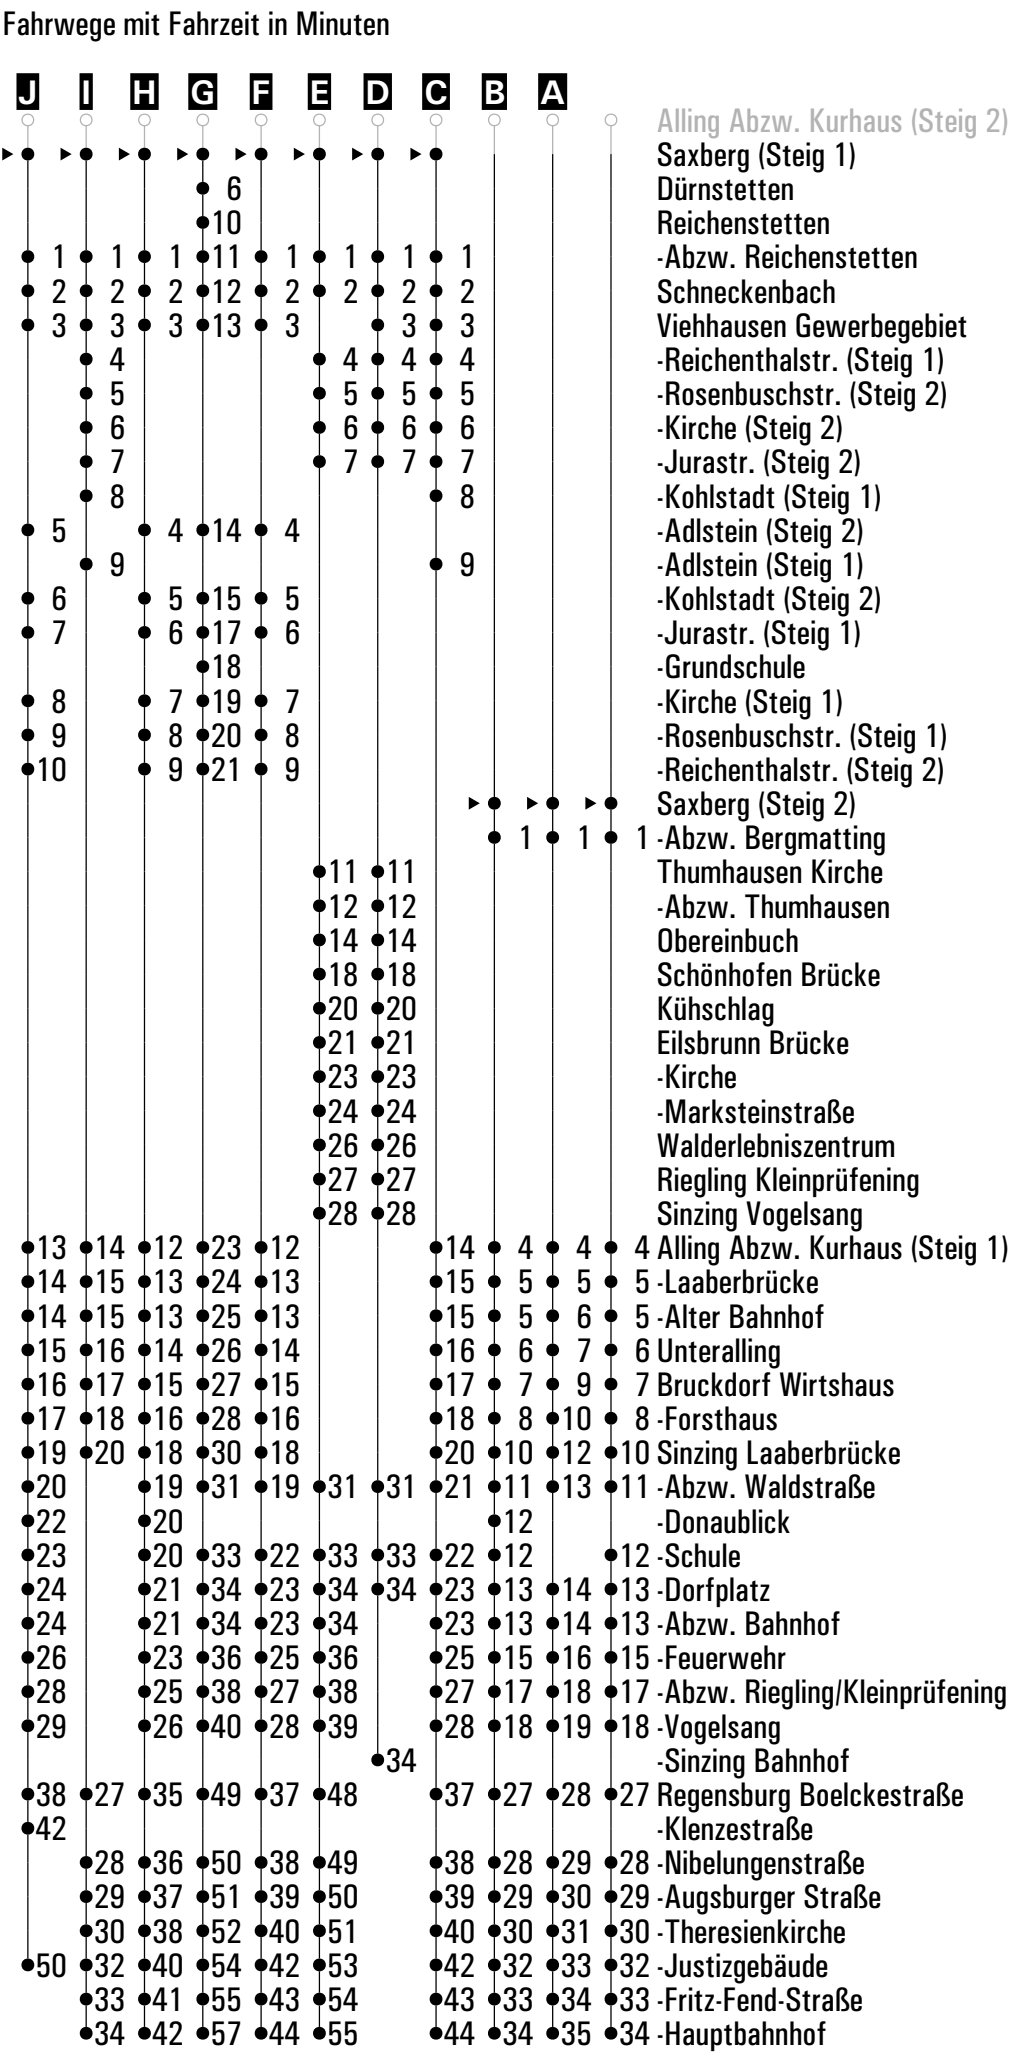 Fahrwege mit Fahrzeit in Minuten
J I H G F E D C B A
Alling Abzw. Kurhaus (Steig 2)
Saxberg (Steig 1)
6 Dürnstetten
10 Reichenstetten
1 1 1 11 1 1 1 1 -Abzw. Reichenstetten
2 2 2 12 2 2 2 2 Schneckenbach
3 3 3 13 3 3 3 Viehhausen Gewerbegebiet
4 4 4 4 -Reichenthalstr. (Steig 1)
5 5 5 5 -Rosenbuschstr. (Steig 2)
6 6 6 6 -Kirche (Steig 2)
7 7 7 7 -Jurastr. (Steig 2)
8 8 -Kohlstadt (Steig 1)
5 4 14 4 -Adlstein (Steig 2)
9 9 -Adlstein (Steig 1)
6 5 15 5 -Kohlstadt (Steig 2)
7 6 17 6 -Jurastr. (Steig 1)
18 -Grundschule
8 7 19 7 -Kirche (Steig 1)
9 8 20 8 -Rosenbuschstr. (Steig 1)
10 9 21 9 -Reichenthalstr. (Steig 2)
Saxberg (Steig 2)
1 1 1 -Abzw. Bergmatting
11 11 Thumhausen Kirche
12 12 -Abzw. Thumhausen
14 14 Obereinbuch
18 18 Schönhofen Brücke
20 20 Kühschlag
21 21 Eilsbrunn Brücke
23 23 -Kirche
24 24 -Marksteinstraße
26 26 Walderlebniszentrum
27 27 Riegling Kleinprüfening
28 28 Sinzing Vogelsang
13 14 12 23 12 14 4 4 4 Alling Abzw. Kurhaus (Steig 1)
14 15 13 24 13 15 5 5 5 -Laaberbrücke
14 15 13 25 13 15 5 6 5 -Alter Bahnhof
15 16 14 26 14 16 6 7 6 Unteralling
16 17 15 27 15 17 7 9 7 Bruckdorf Wirtshaus
17 18 16 28 16 18 8 10 8 -Forsthaus
19 20 18 30 18 20 10 12 10 Sinzing Laaberbrücke
20 19 31 19 31 31 21 11 13 11 -Abzw. Waldstraße
22 20 12 -Donaublick
23 20 33 22 33 33 22 12 12 -Schule
24 21 34 23 34 34 23 13 14 13 -Dorfplatz
24 21 34 23 34 23 13 14 13 -Abzw. Bahnhof
26 23 36 25 36 25 15 16 15 -Feuerwehr
28 25 38 27 38 27 17 18 17 -Abzw. Riegling/Kleinprüfening
29 26 40 28 39 28 18 19 18 -Vogelsang
34 -Sinzing Bahnhof
38 27 35 49 37 48 37 27 28 27 Regensburg Boelckestraße
42 -Klenzestraße
28 36 50 38 49 38 28 29 28 -Nibelungenstraße
29 37 51 39 50 39 29 30 29 -Augsburger Straße
30 38 52 40 51 40 30 31 30 -Theresienkirche
50 32 40 54 42 53 42 32 33 32 -Justizgebäude
33 41 55 43 54 43 33 34 33 -Fritz-Fend-Straße
34 42 57 44 55 44 34 35 34 -Hauptbahnhof